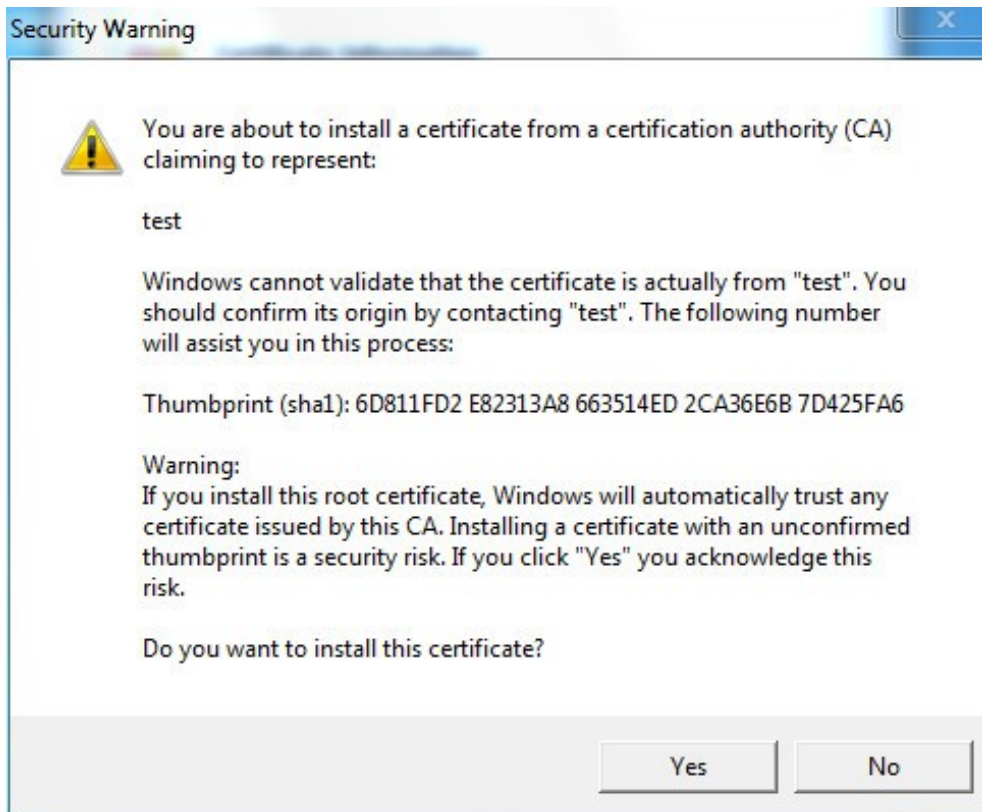 Security Warning
You are about to install a certificate from a certification authority (CA)
claiming to represent:
test
Windows cannot validate that the certificate is actually from "test". You
should confirm its origin by contacting "test". The following number
will assist you in this process:
Thumbprint (sha1): 6D811FD2 E82313A8 663514ED 2CA36E6B 7D425FA6
Warning:
If you install this root certificate, Windows will automatically trust any
certificate issued by this CA. Installing a certificate with an unconfirmed
thumbprint is a security risk. If you click "Yes" you acknowledge this
risk.
Do you want to install this certificate?
Yes No